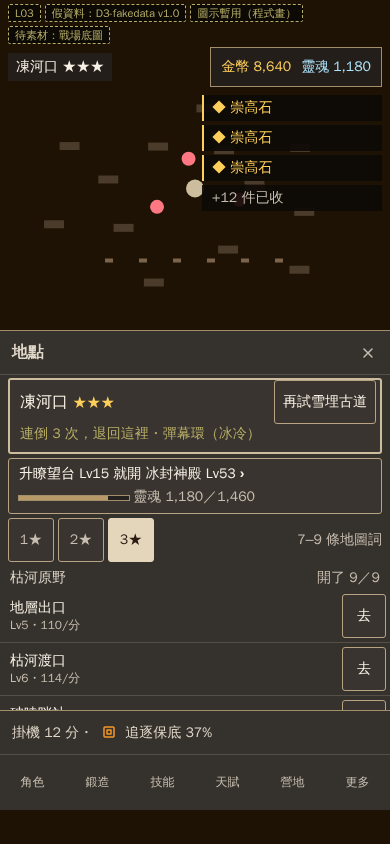 L03 假資料：D3-fakedata v1.0 圖示暫用（程式畫）
待素材：戰場底圖
凍河口 ★★★
金幣 8,640 靈魂 1,180
◆ 崇高石
◆ 崇高石
◆ 崇高石
+12 件已收
地點 ×
凍河口 ★★★
再試雪埋古道
連倒 3 次，退回這裡・彈幕環（冰冷）
升瞭望台 Lv15 就開 冰封神殿 Lv53 ›
靈魂 1,180／1,460
1★ 2★ 3★ 7–9 條地圖詞
枯河原野 開了 9／9
地層出口
Lv5・110/分
去
枯河渡口
Lv6・114/分
去
掛機 12 分・ 追逐保底 37%
角色 鍛造 技能 天賦 營地 更多